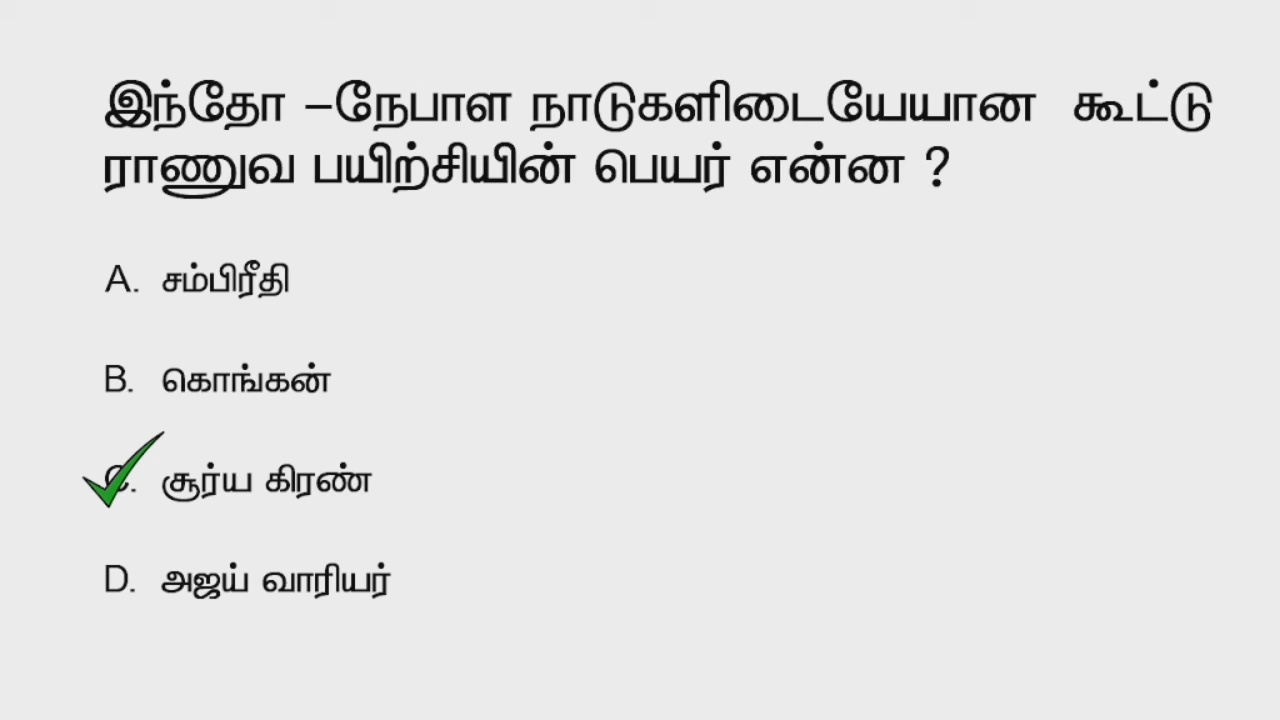 இந்தோ –நேபாள நாடுகளிடையேயான கூட்டு
ராணுவ பயிற்சியின் பெயர் என்ன ?
A. சம்பிரீதி
B. கொங்கன்
C. சூர்ய கிரண்
D. அஜய் வாரியர்